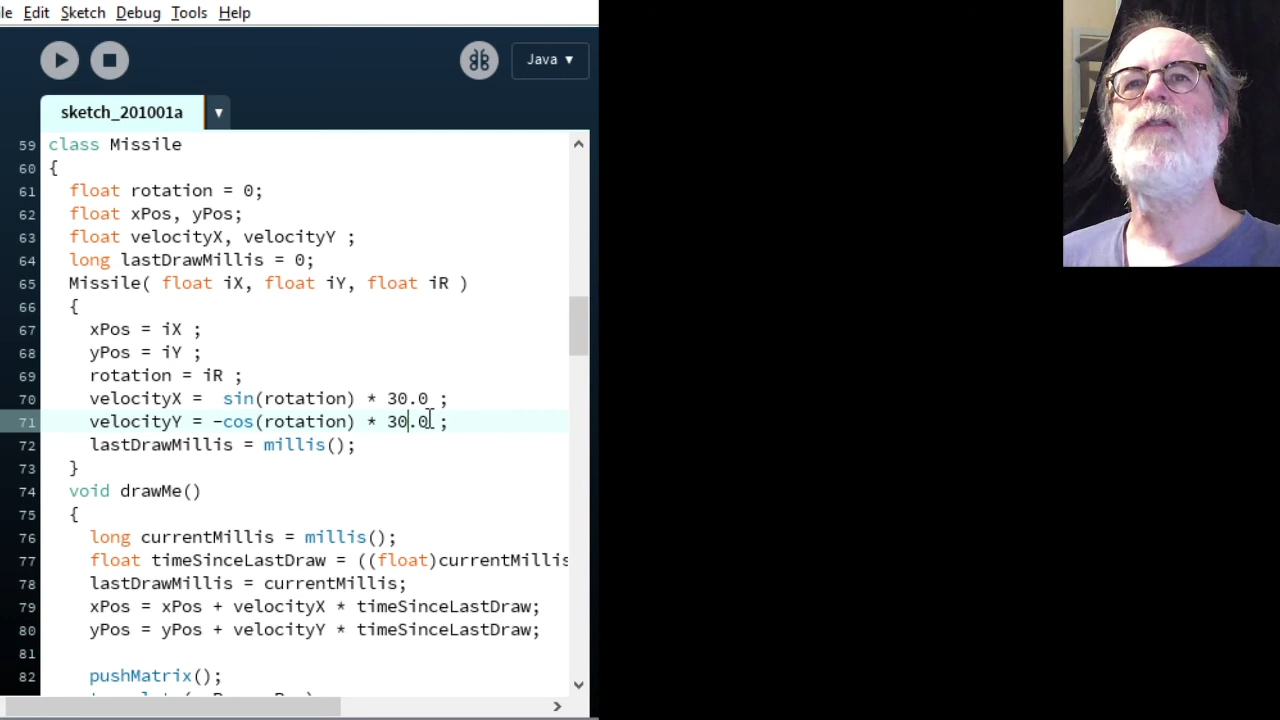 le Edit Sketch Debug Tools Help
Java ▼
sketch_201001a ▼
59 class Missile
60 {
61 float rotation = 0;
62 float xPos, yPos;
63 float velocityX, velocityY ;
64 long lastDrawMillis = 0;
65 Missile( float iX, float iY, float iR )
66 {
67 xPos = iX ;
68 yPos = iY ;
69 rotation = iR ;
70 velocityX =  sin(rotation) * 30.0 ;
71 velocityY = -cos(rotation) * 30.0 ;
72 lastDrawMillis = millis();
73 }
74 void drawMe()
75 {
76 long currentMillis = millis();
77 float timeSinceLastDraw = ((float)currentMillis
78 lastDrawMillis = currentMillis;
79 xPos = xPos + velocityX * timeSinceLastDraw;
80 yPos = yPos + velocityY * timeSinceLastDraw;
81
82 pushMatrix();